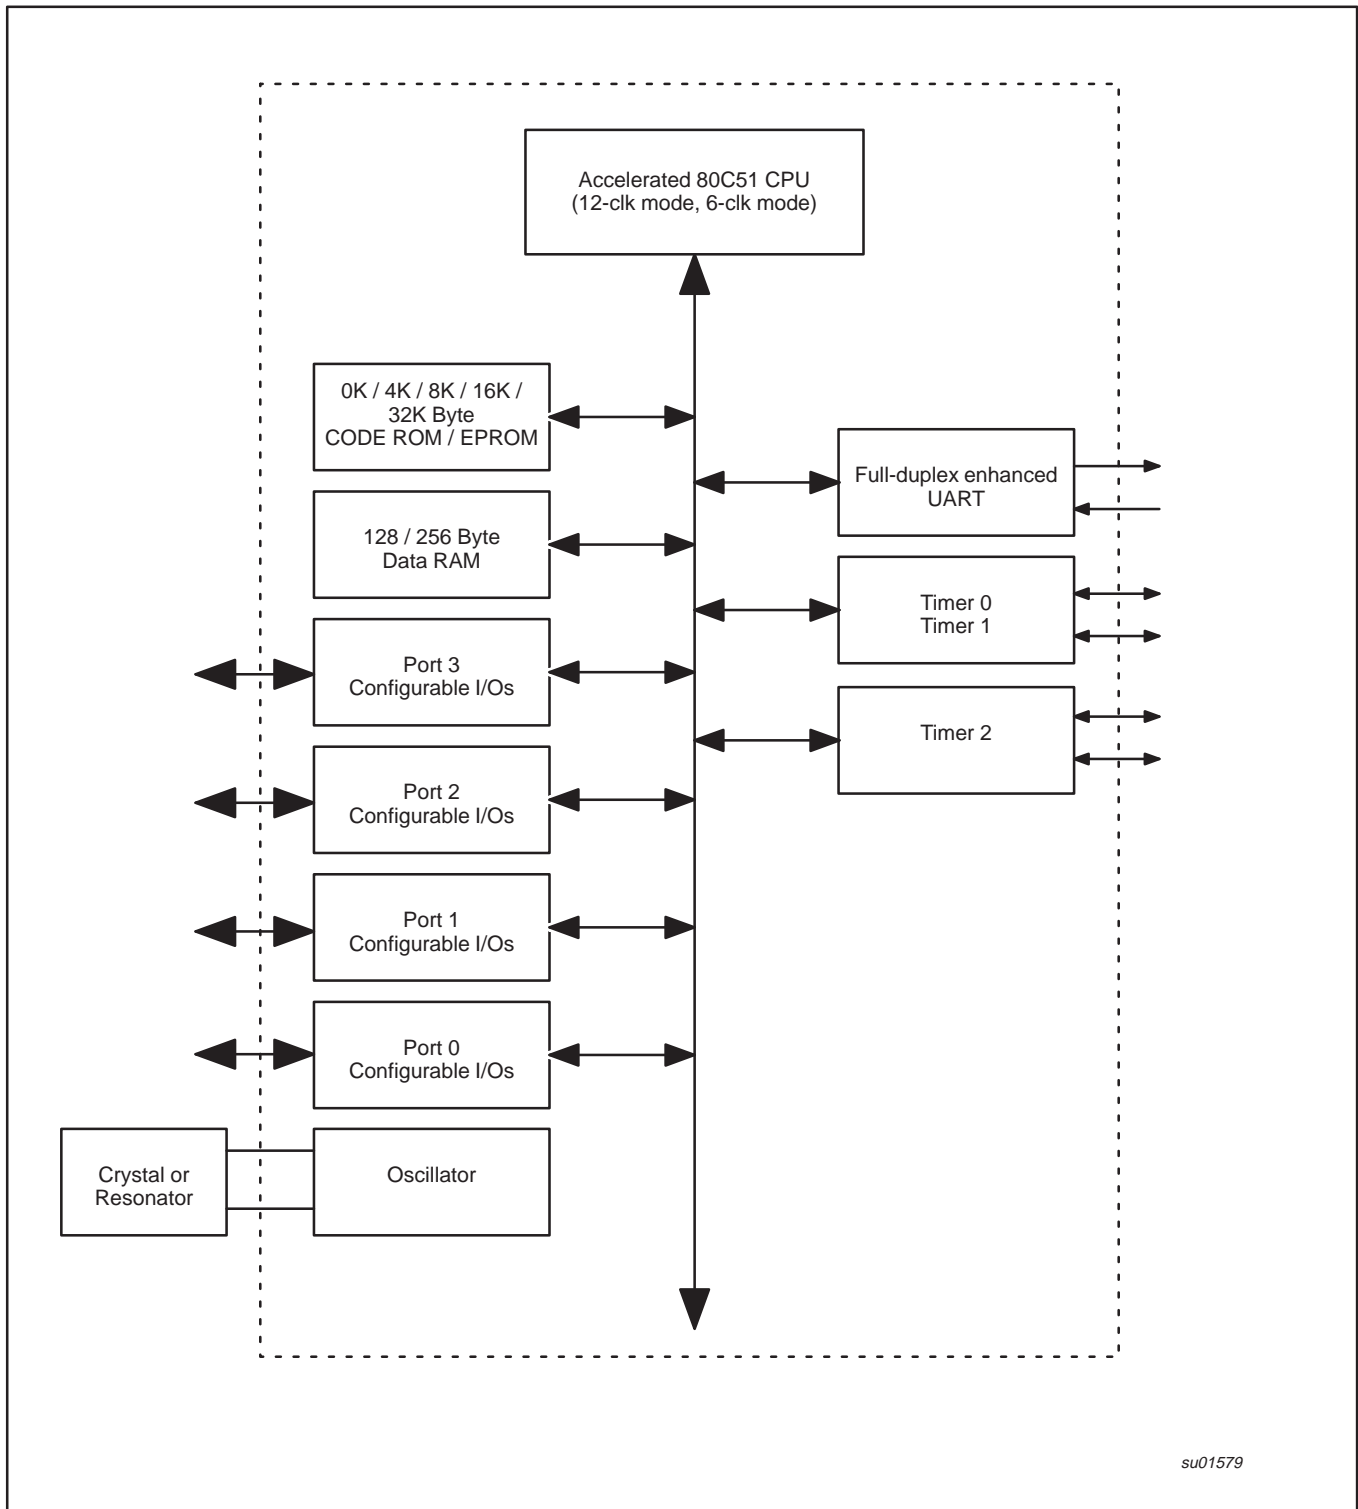 Accelerated 80C51 CPU
(12-clk mode, 6-clk mode)
0K / 4K / 8K / 16K /
32K Byte
CODE ROM / EPROM
128 / 256 Byte
Data RAM
Port 3
Configurable I/Os
Port 2
Configurable I/Os
Port 1
Configurable I/Os
Port 0
Configurable I/Os
Crystal or
Resonator
Oscillator
Full-duplex enhanced
UART
Timer 0
Timer 1
Timer 2
su01579